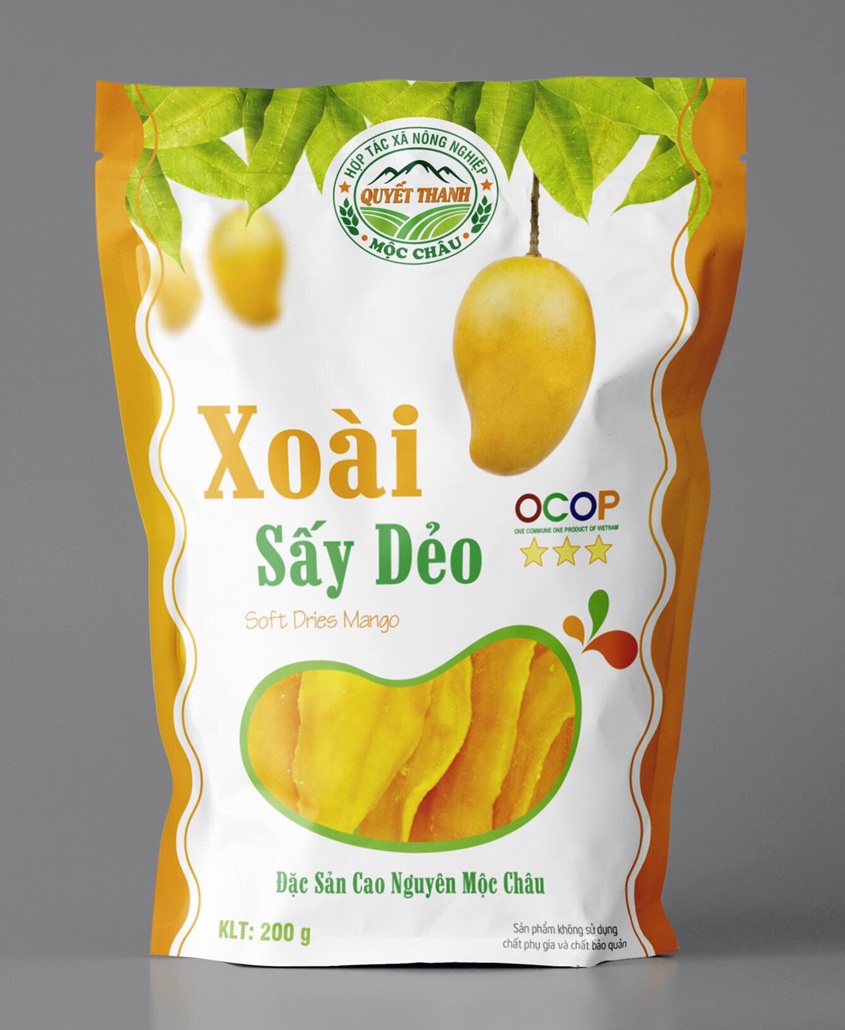 HỢP TÁC XÃ NÔNG NGHIỆP
QUYẾT THANH
MỘC CHÂU
Xoài
Sấy Dẻo
Soft Dries Mango
OCOP
ONE COMMUNE ONE PRODUCT OF VIETNAM
Đặc Sản Cao Nguyên Mộc Châu
KLT: 200 g
Sản phẩm không sử dụng
chất phụ gia và chất bảo quản